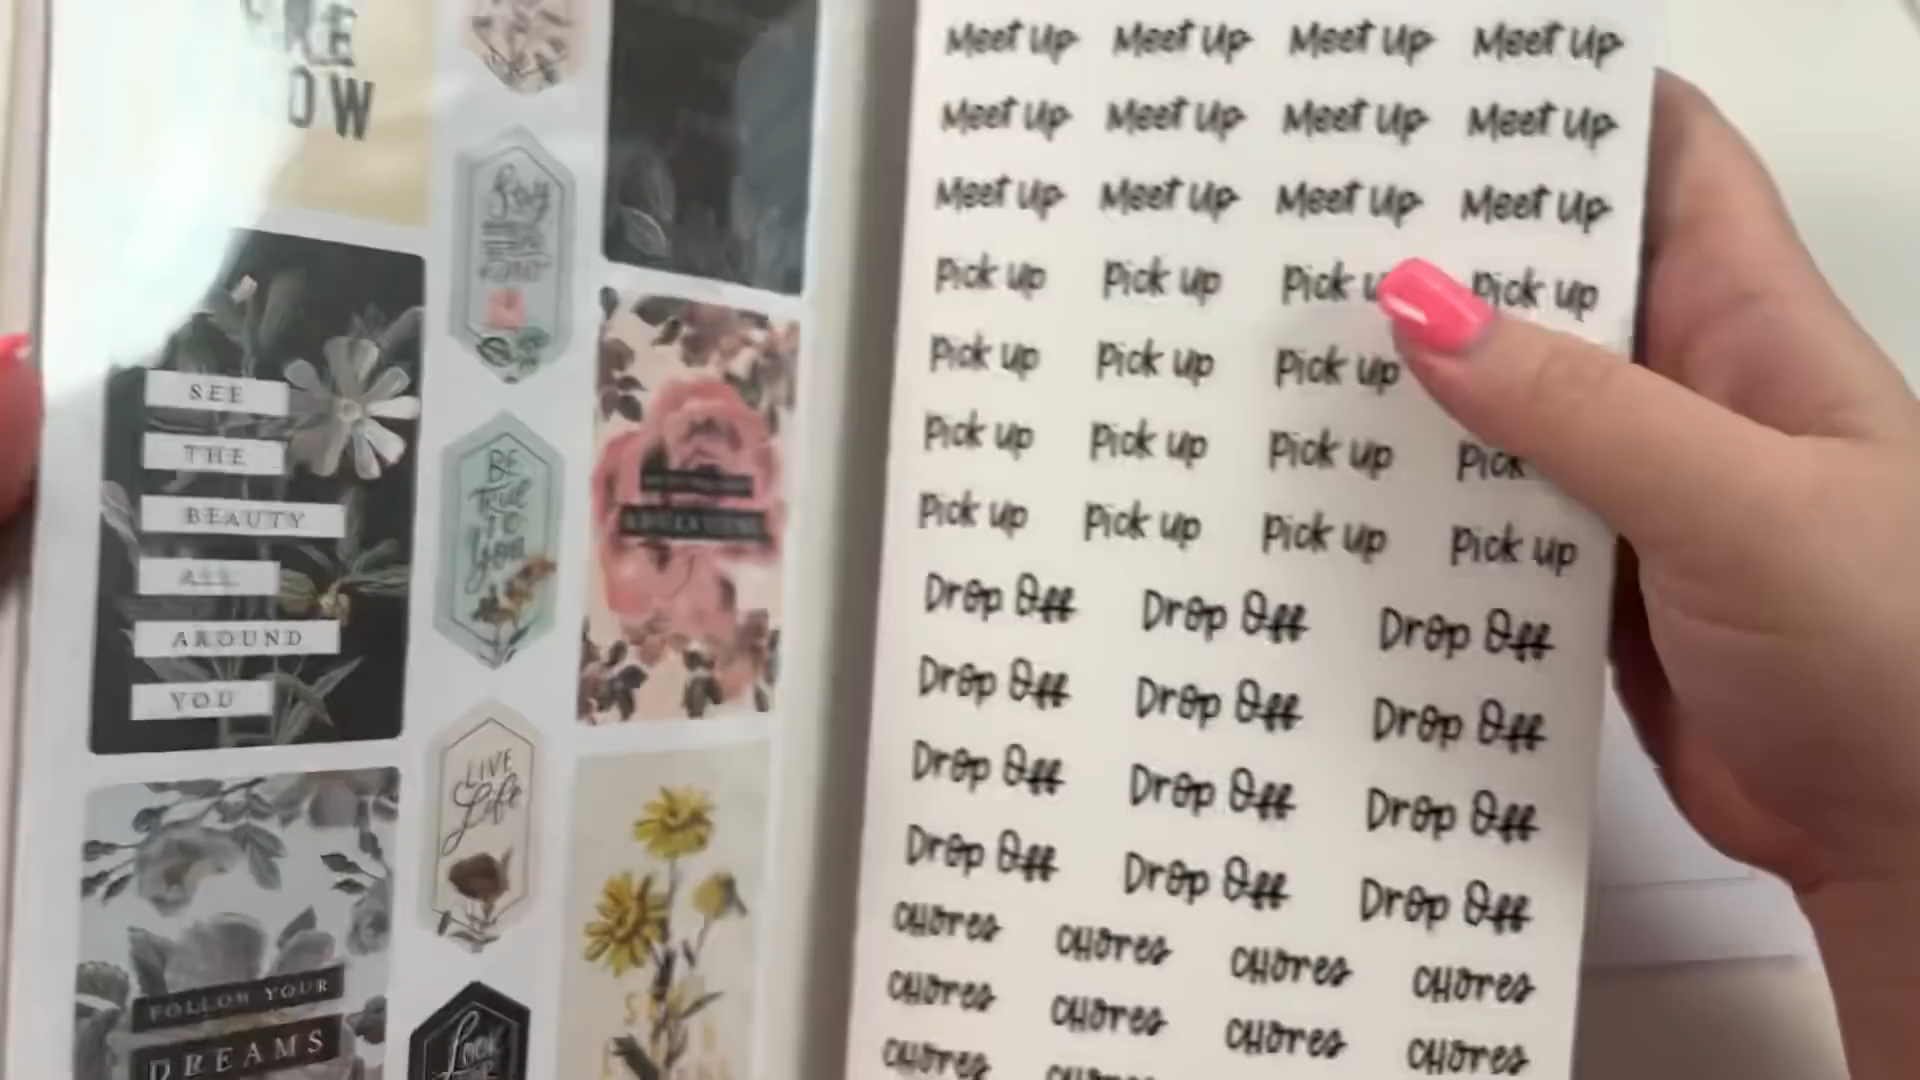 OW
SEE
THE
BEAUTY
ALL
AROUND
YOU
FOLLOW YOUR
DREAMS
BE
True
TO
You
LIVE
Life
Meet Up Meet Up Meet Up Meet Up
Meet Up Meet Up Meet Up Meet Up
Meet Up Meet Up Meet Up Meet Up
Pick up Pick up Pick Pick up
Pick up Pick up Pick up
Pick up Pick up Pick up Pick
Pick up Pick up Pick up Pick up
Drop Off Drop Off Drop Off
Drop Off Drop Off Drop Off
Drop Off Drop Off Drop Off
Drop Off Drop Off Drop Off
CHores CHores CHores CHores
CHores CHores CHores CHores
CHores CHores CHores